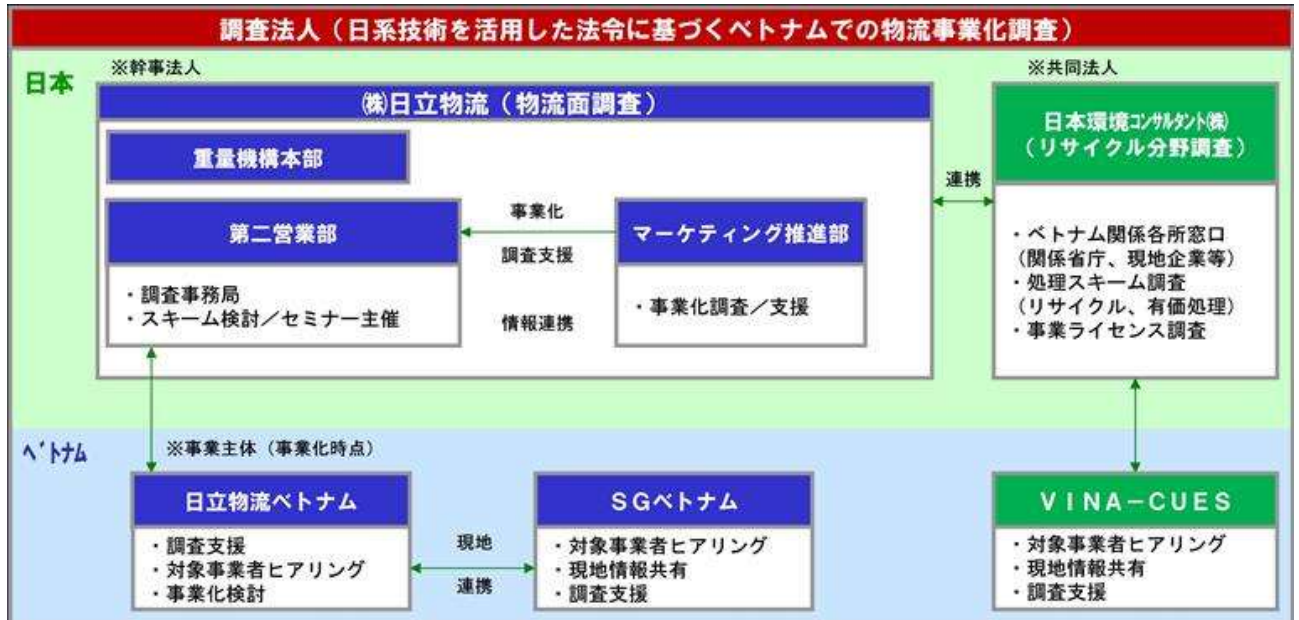 調査法人（日系技術を活用した法令に基づくベトナムでの物流事業化調査）
日本
※幹事法人
※共同法人
㈱日立物流（物流面調査）
重量機構本部
第二営業部
・調査事務局
・スキーム検討／セミナー主催
事業化
調査支援
情報連携
マーケティング推進部
・事業化調査／支援
連携
日本環境ｺﾝｻﾙﾀﾝﾄ㈱
（リサイクル分野調査）
・ベトナム関係各所窓口
（関係省庁、現地企業等）
・処理スキーム調査
（リサイクル、有価処理）
・事業ライセンス調査
ﾍﾞﾄﾅﾑ
※事業主体（事業化時点）
日立物流ベトナム
・調査支援
・対象事業者ヒアリング
・事業化検討
現地
連携
ＳＧベトナム
・対象事業者ヒアリング
・現地情報共有
・調査支援
ＶＩＮＡ－ＣＵＥＳ
・対象事業者ヒアリング
・現地情報共有
・調査支援